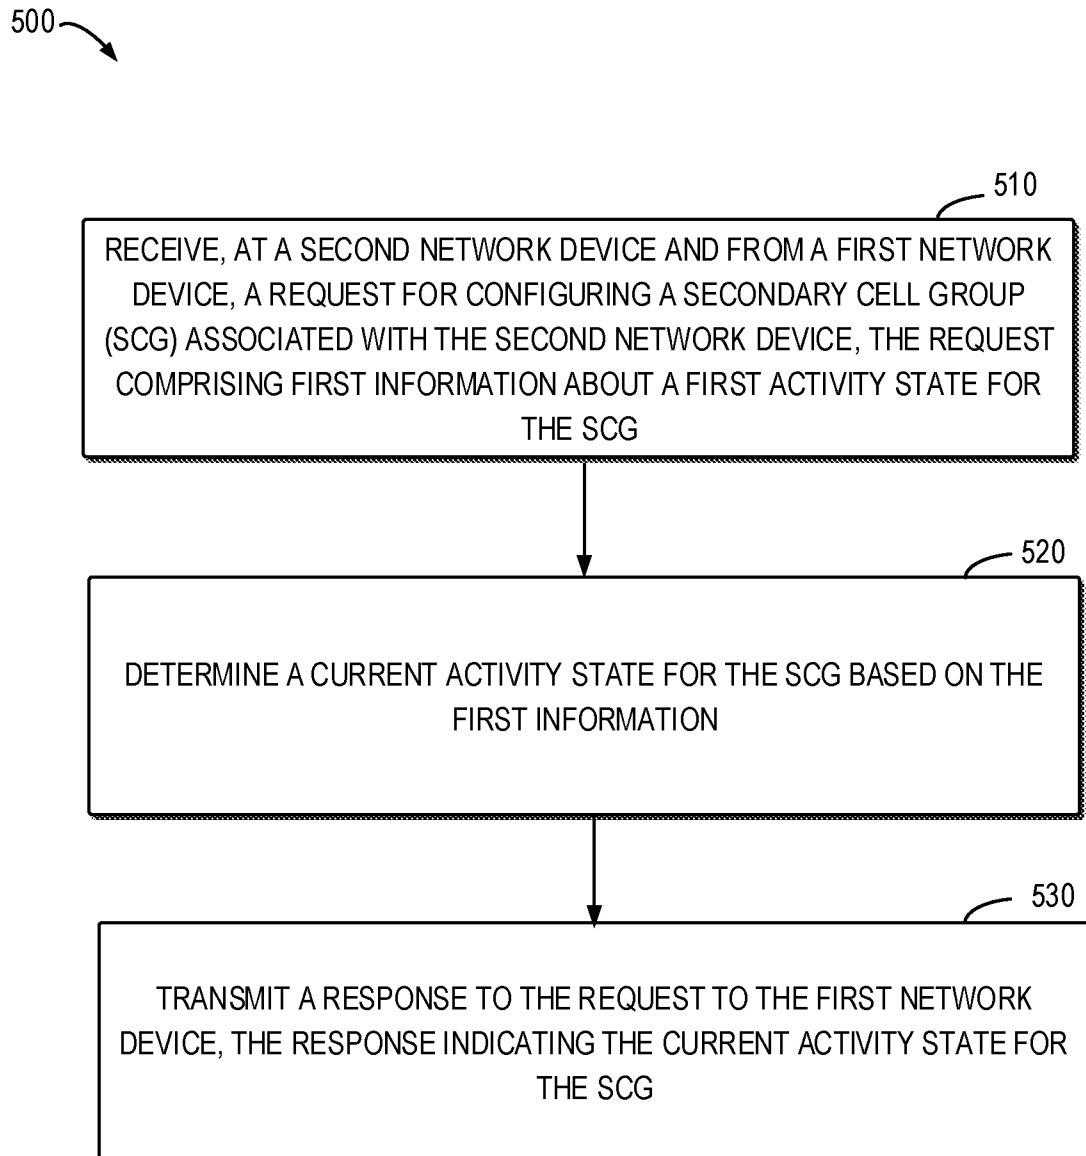 500
510
RECEIVE, AT A SECOND NETWORK DEVICE AND FROM A FIRST NETWORK
DEVICE, A REQUEST FOR CONFIGURING A SECONDARY CELL GROUP
(SCG) ASSOCIATED WITH THE SECOND NETWORK DEVICE, THE REQUEST
COMPRISING FIRST INFORMATION ABOUT A FIRST ACTIVITY STATE FOR
THE SCG
520
DETERMINE A CURRENT ACTIVITY STATE FOR THE SCG BASED ON THE
FIRST INFORMATION
530
TRANSMIT A RESPONSE TO THE REQUEST TO THE FIRST NETWORK
DEVICE, THE RESPONSE INDICATING THE CURRENT ACTIVITY STATE FOR
THE SCG